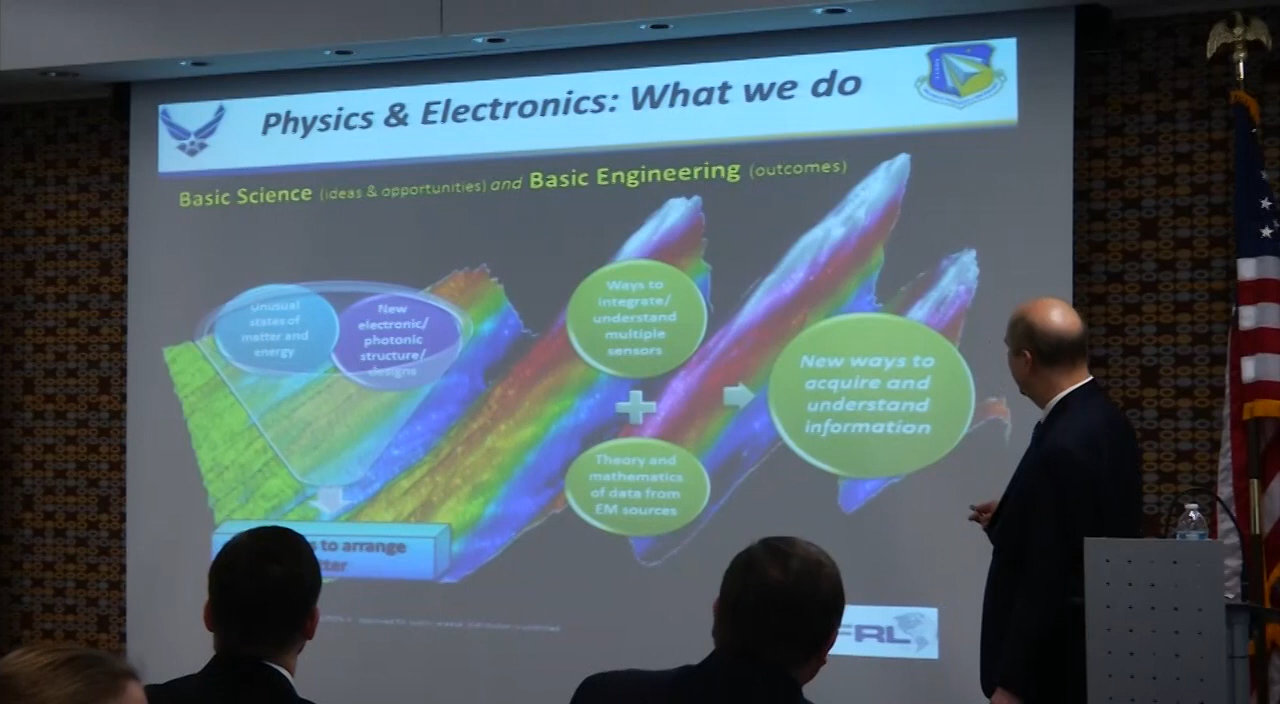 Physics & Electronics: What we do
Basic Science (ideas & opportunities) and Basic Engineering (outcomes)
Unusual
states of
matter and
energy
New
electronic/
photonic
structure/
designs
Ways to
integrate/
understand
multiple
sensors
New ways to
acquire and
understand
information
Theory and
mathematics
of data from
EM sources
to arrange
FRL